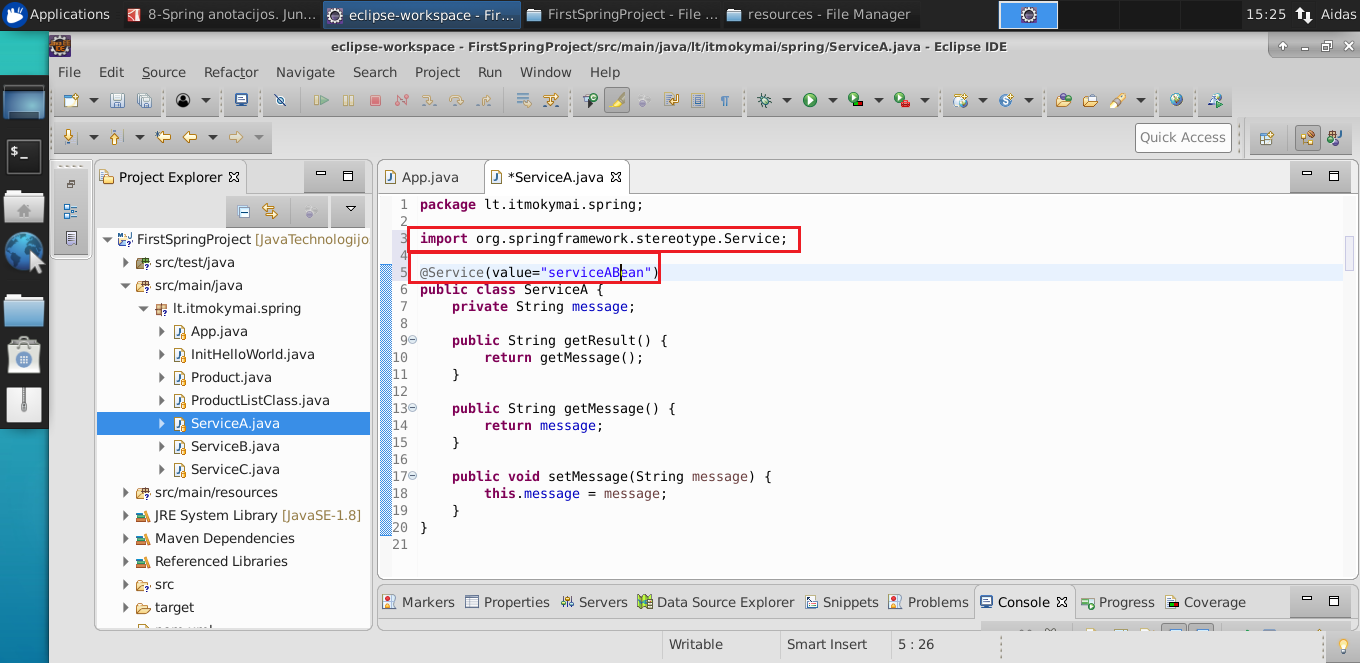 Applications 8-Spring anotacijos. Jun... eclipse-workspace - Fir... FirstSpringProject - File ... resources - File Manager 15:25 Aidas
eclipse-workspace - FirstSpringProject/src/main/java/lt/itmokymai/spring/ServiceA.java - Eclipse IDE
File Edit Source Refactor Navigate Search Project Run Window Help
Quick Access
Project Explorer
FirstSpringProject [JavaTechnologijo
src/test/java
src/main/java
lt.itmokymai.spring
App.java
InitHelloWorld.java
Product.java
ProductListClass.java
ServiceA.java
ServiceB.java
ServiceC.java
src/main/resources
JRE System Library [JavaSE-1.8]
Maven Dependencies
Referenced Libraries
src
target
App.java *ServiceA.java
1 package lt.itmokymai.spring;
2
3 import org.springframework.stereotype.Service;
4
5 @Service(value="serviceABean")
6 public class ServiceA {
7 private String message;
8
9 public String getResult() {
10 return getMessage();
11 }
12
13 public String getMessage() {
14 return message;
15 }
16
17 public void setMessage(String message) {
18 this.message = message;
19 }
20 }
21
Markers Properties Servers Data Source Explorer Snippets Problems Console Progress Coverage
Writable Smart Insert 5 : 26